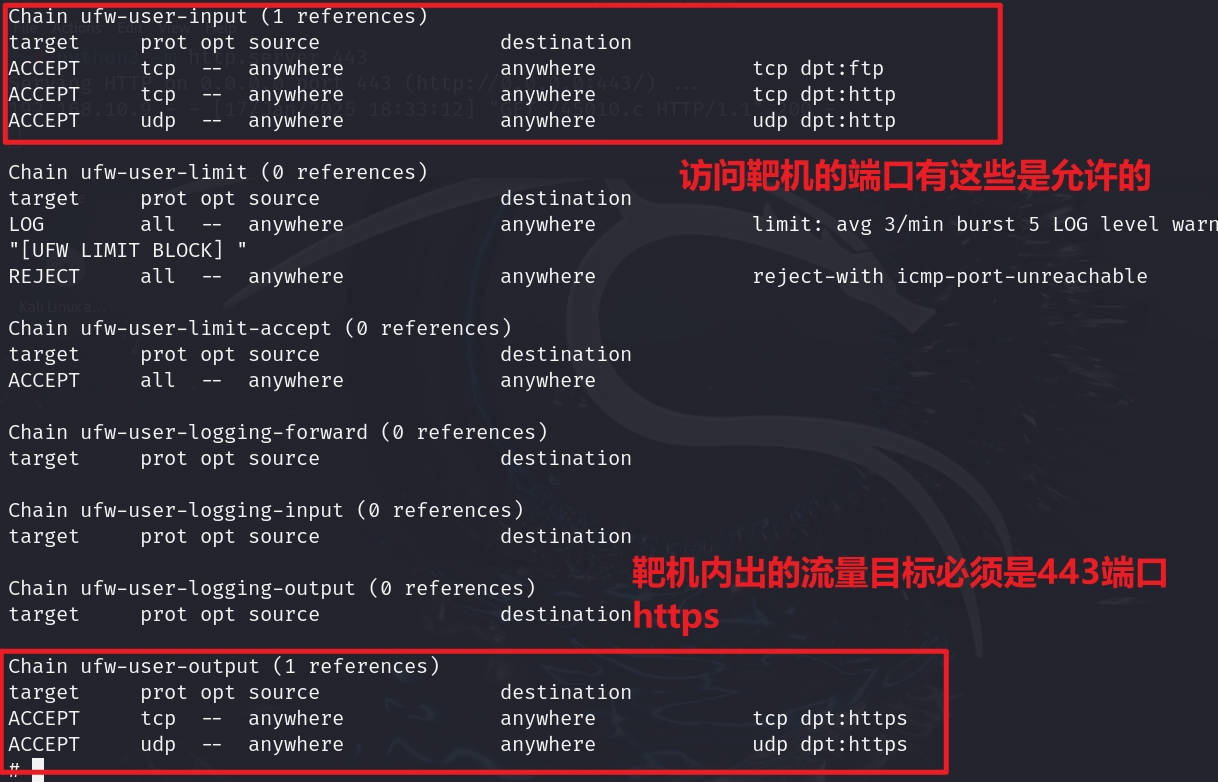 Chain ufw-user-input (1 references)
target     prot opt source               destination
ACCEPT     tcp  --  anywhere             anywhere             tcp dpt:ftp
ACCEPT     tcp  --  anywhere             anywhere             tcp dpt:http
ACCEPT     udp  --  anywhere             anywhere             udp dpt:http
访问靶机的端口有这些是允许的
Chain ufw-user-limit (0 references)
target     prot opt source               destination
LOG        all  --  anywhere             anywhere             limit: avg 3/min burst 5 LOG level warn
"[UFW LIMIT BLOCK] "
REJECT     all  --  anywhere             anywhere             reject-with icmp-port-unreachable
Kali Linux a...
Chain ufw-user-limit-accept (0 references)
target     prot opt source               destination
ACCEPT     all  --  anywhere             anywhere
Chain ufw-user-logging-forward (0 references)
target     prot opt source               destination
Chain ufw-user-logging-input (0 references)
target     prot opt source               destination
靶机内出的流量目标必须是443端口
https
Chain ufw-user-logging-output (0 references)
target     prot opt source               destination
Chain ufw-user-output (1 references)
target     prot opt source               destination
ACCEPT     tcp  --  anywhere             anywhere             tcp dpt:https
ACCEPT     udp  --  anywhere             anywhere             udp dpt:https
#